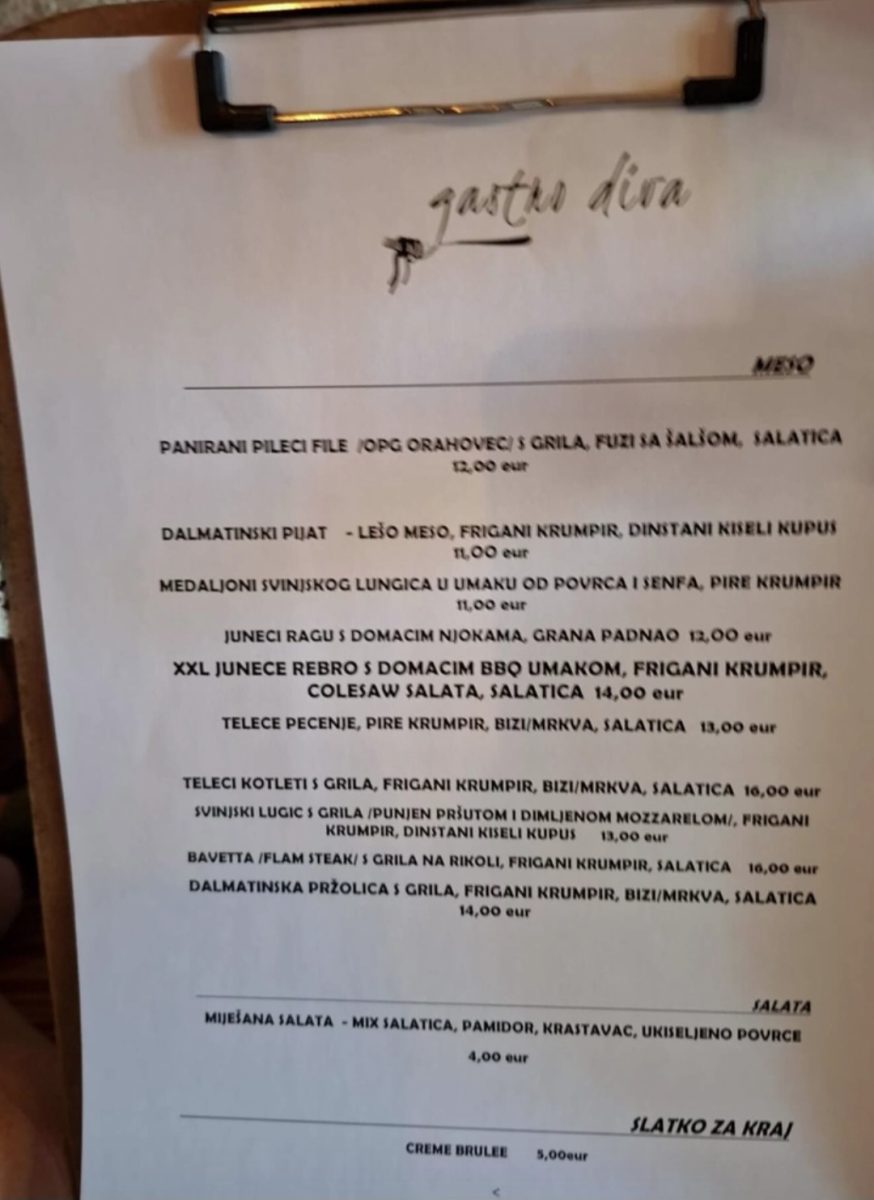 gastro diva
MESO
PANIRANI PILECI FILE /OPG ORAHOVEC/ S GRILA, FUZI SA ŠALŠOM, SALATICA
12,00 eur
DALMATINSKI PIJAT - LEŠO MESO, FRIGANI KRUMPIR, DINSTANI KISELI KUPUS
11,00 eur
MEDALJONI SVINJSKOG LUNGICA U UMAKU OD POVRCA I SENFA, PIRE KRUMPIR
11,00 eur
JUNECI RAGU S DOMACIM NJOKAMA, GRANA PADNAO 12,00 eur
XXL JUNECE REBRO S DOMACIM BBQ UMAKOM, FRIGANI KRUMPIR,
COLESAW SALATA, SALATICA 14,00 eur
TELECE PECENJE, PIRE KRUMPIR, BIZI/MRKVA, SALATICA 13,00 eur
TELECI KOTLETI S GRILA, FRIGANI KRUMPIR, BIZI/MRKVA, SALATICA 16,00 eur
SVINJSKI LUGIC S GRILA /PUNJEN PRŠUTOM I DIMLJENOM MOZZARELOM/, FRIGANI
KRUMPIR, DINSTANI KISELI KUPUS 13,00 eur
BAVETTA /FLAM STEAK/ S GRILA NA RIKOLI, FRIGANI KRUMPIR, SALATICA 16,00 eur
DALMATINSKA PRŽOLICA S GRILA, FRIGANI KRUMPIR, BIZI/MRKVA, SALATICA
14,00 eur
SALATA
MIJEŠANA SALATA - MIX SALATICA, PAMIDOR, KRASTAVAC, UKISELJENO POVRCE
4,00 eur
SLATKO ZA KRAJ
CREME BRULEE 5,00eur
<